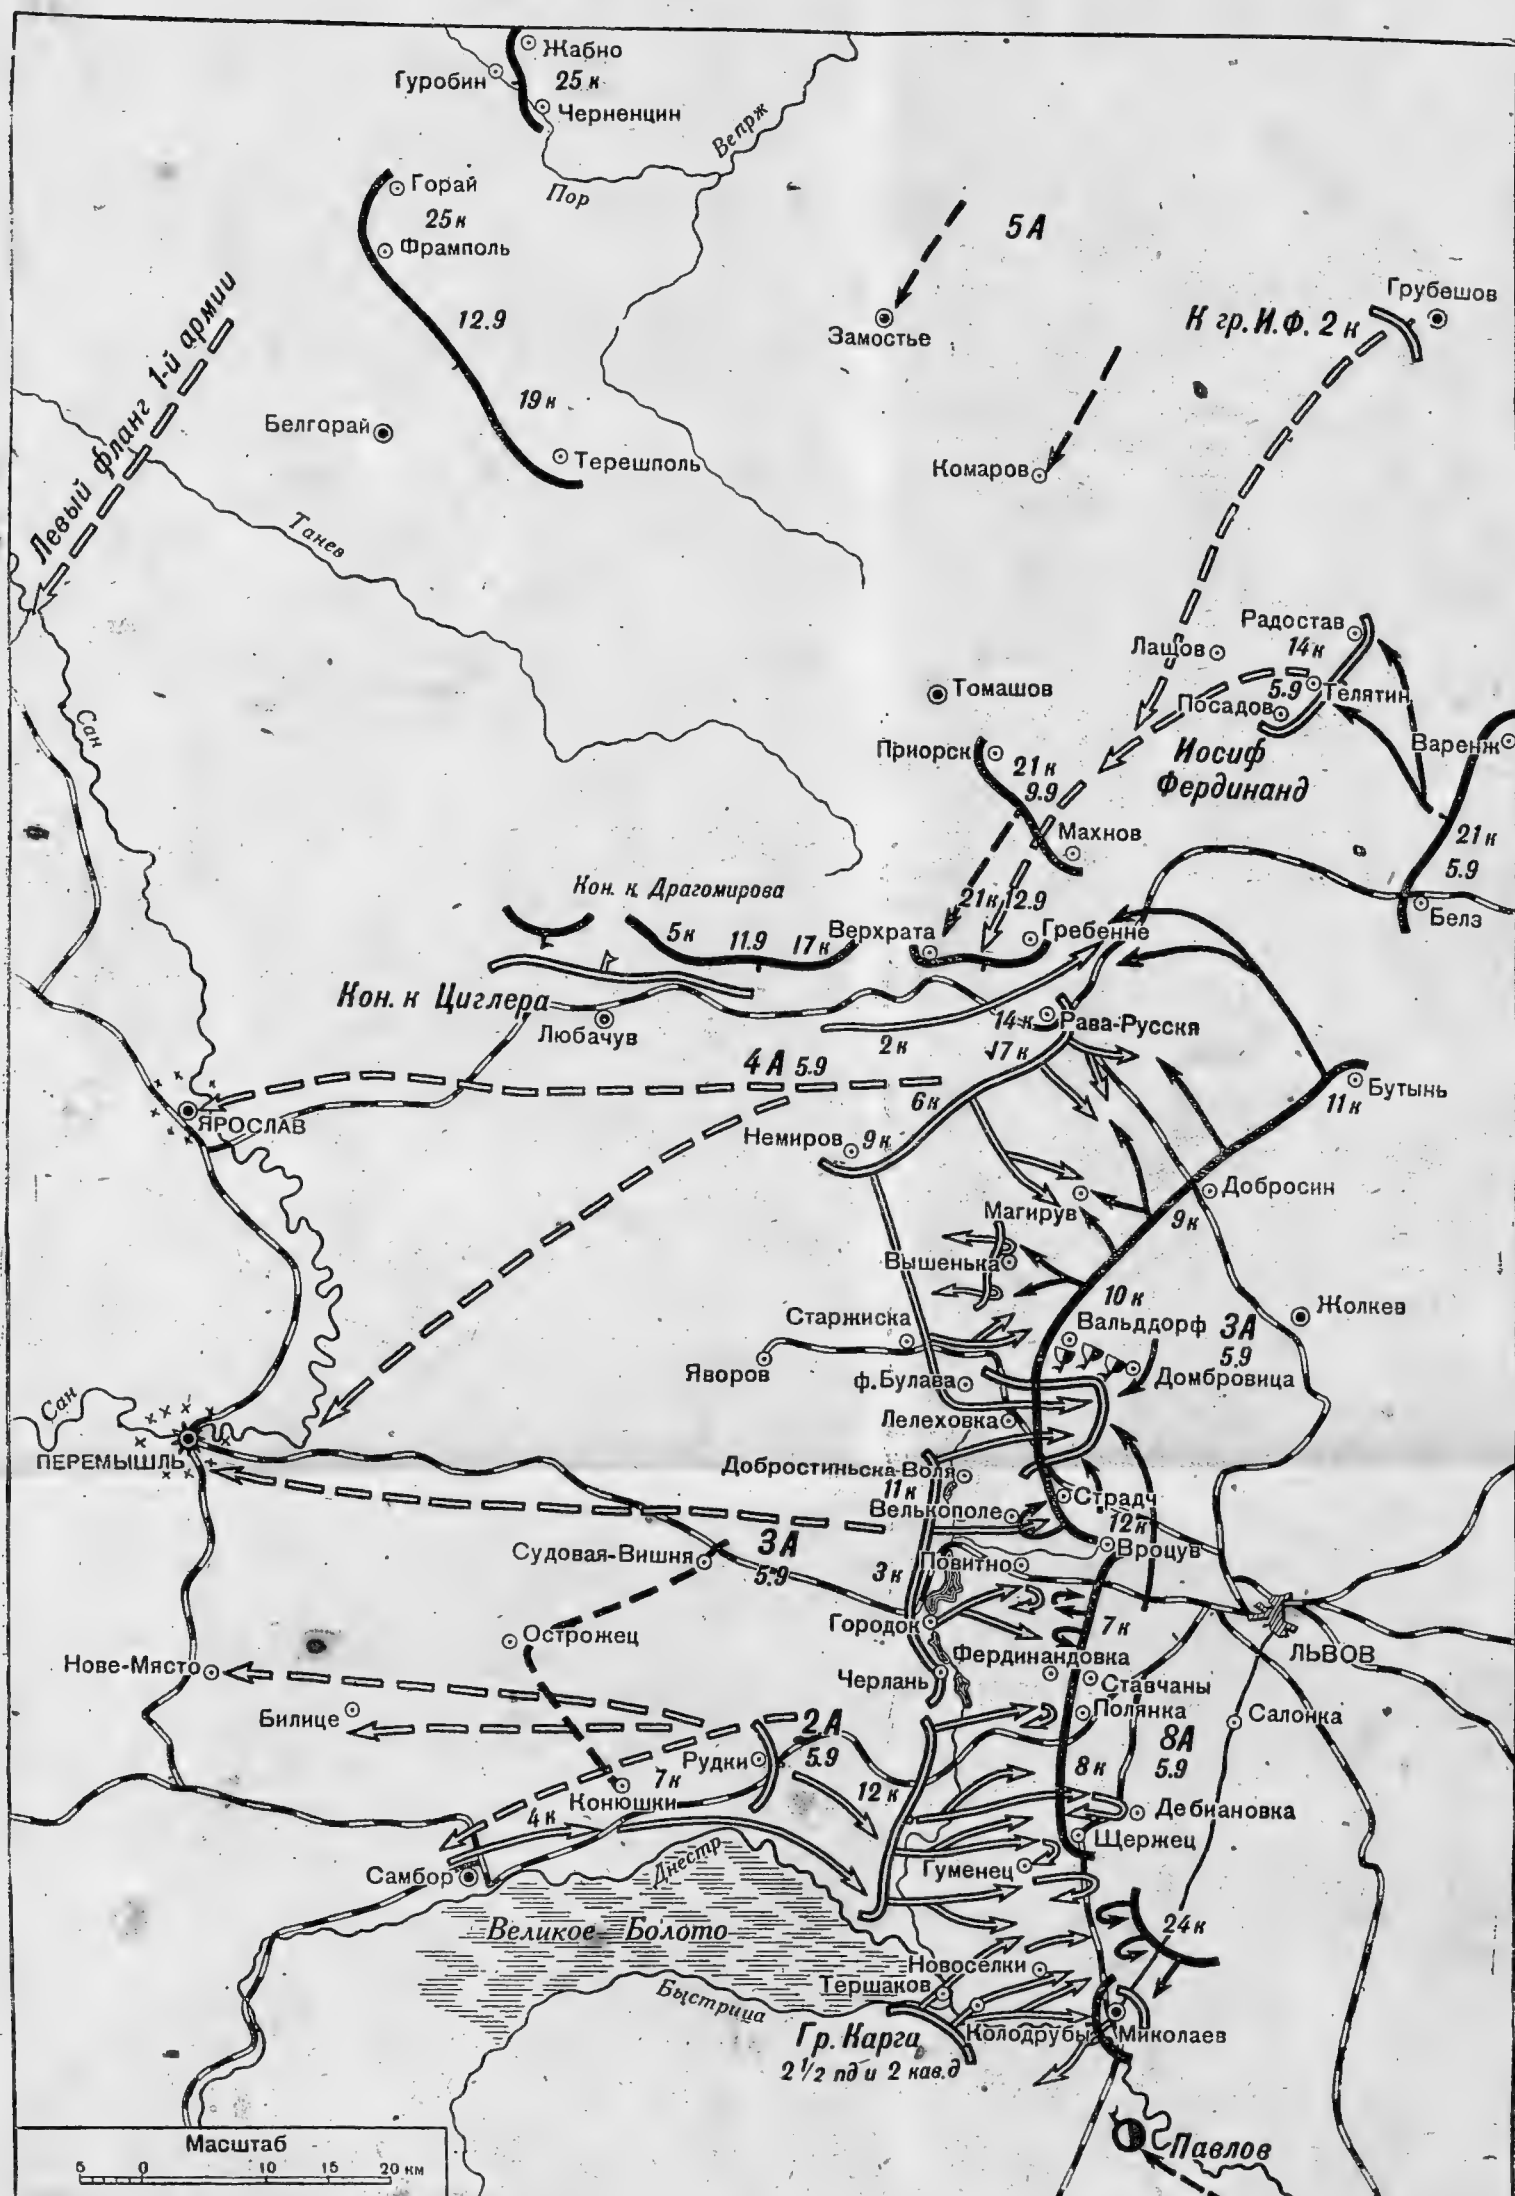 Жабно
Гуробин
25 к
Черненцин
Вепрж
Пор
Горай
25 к
Фрамполь
12.9
19 к
Белгорай
Терешполь
Левый фланг 1-й армии
Танев
5 А
Замостье
Комаров
Грубешов
К гр. И.Ф. 2 к
Радостав
14 к
Лащов
5.9
Телятин
Посадов
Варенж
Иосиф
Фердинанд
21 к
5.9
Белз
Томашов
Приорск
21 к
9.9
Махнов
Сан
Кон. к. Драгомирова
5 к
11.9
17 к
21 к, 12.9
Верхрата
Гребенне
Кон. к Циглера
Любачув
14 к
Рава-Русскя
2 к
17 к
4 А 5.9
6 к
ЯРОСЛАВ
Немиров
9 к
Бутынь
11 к
Добросин
Магирув
9 к
Вышенька
10 к
Жолкев
Старжиска
Вальддорф
3А
5.9
Яворов
ф. Булава
Домбровица
Лелеховка
Сан
ПЕРЕМЫШЛЬ
Добростиньска Воля
11 к
Страдч
Велькополе
12 к
Вроцув
Судовая-Вишня
3А
5.9
3 к
Повитно
Городок
7 к
ЛЬВОВ
Острожец
Фердинандовка
Нове-Място
Черлань
Ставчаны
Полянка
Салонка
Билице
2 А
5.9
Рудки
8А
5.9
7 к
Конюшки
12 к
8 к
Дебиановка
4 к
Щержец
Самбор
Днестр
Гуменец
Великое Болото
24 к
Новоселки
Тершаков
Быстрица
Гр. Карга
Колодрубы
Миколаев
2 1/2 пд и 2 кав. д
Павлов
Масштаб
5 0 10 15 20 км